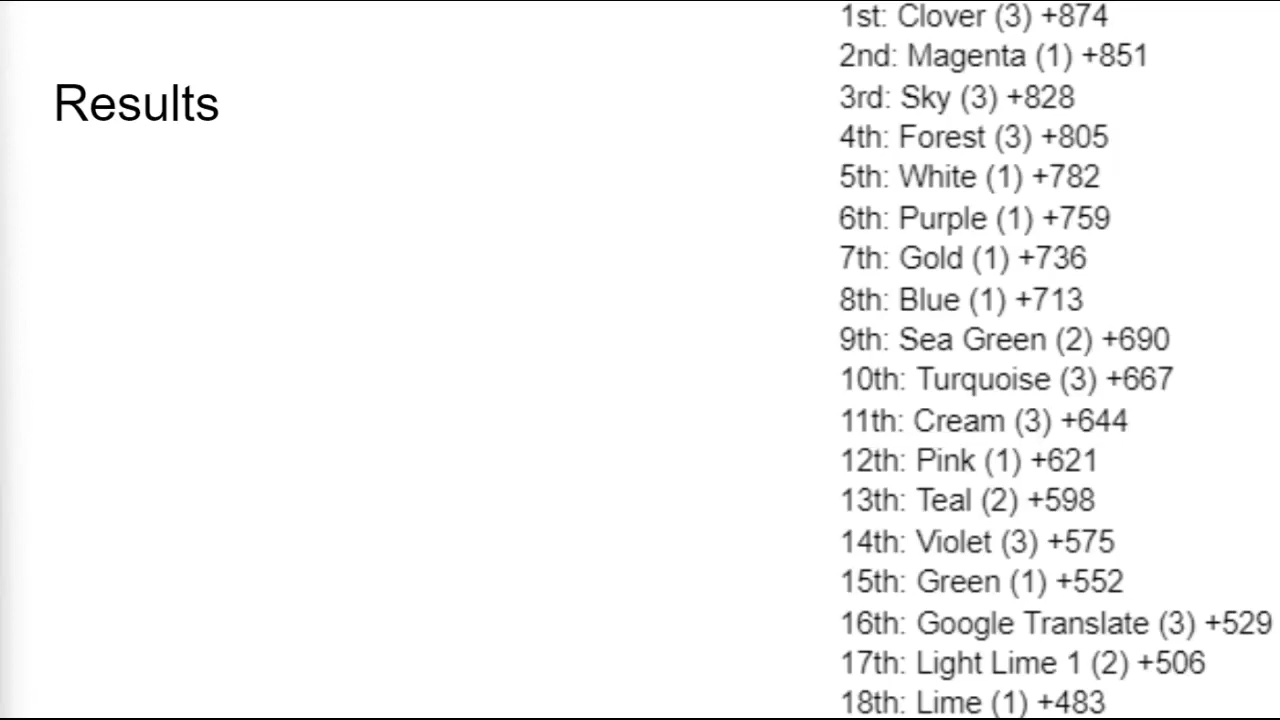 Results
1st: Clover (3) +874
2nd: Magenta (1) +851
3rd: Sky (3) +828
4th: Forest (3) +805
5th: White (1) +782
6th: Purple (1) +759
7th: Gold (1) +736
8th: Blue (1) +713
9th: Sea Green (2) +690
10th: Turquoise (3) +667
11th: Cream (3) +644
12th: Pink (1) +621
13th: Teal (2) +598
14th: Violet (3) +575
15th: Green (1) +552
16th: Google Translate (3) +529
17th: Light Lime 1 (2) +506
18th: Lime (1) +483